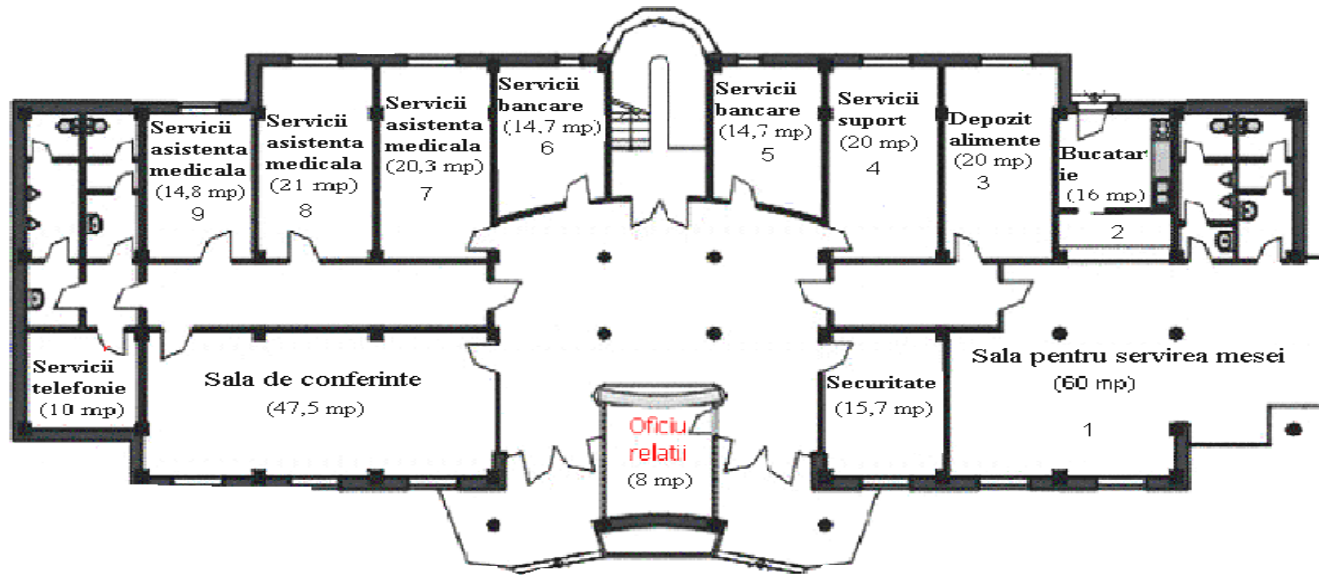 Servicii
asistenta
medicala
(14,8 mp)
9
Servicii
asistenta
medicala
(21 mp)
8
Servicii
asistenta
medicala
(20,3 mp)
7
Servicii
bancare
(14,7 mp)
6
Servicii
bancare
(14,7 mp)
5
Servicii
suport
(20 mp)
4
Depozit
alimente
(20 mp)
3
Bucatar
ie
(16 mp)
2
Servicii
telefonie
(10 mp)
Sala de conferinte
(47,5 mp)
Oficiu
relatii
(8 mp)
Securitate
(15,7 mp)
Sala pentru servirea mesei
(60 mp)
1